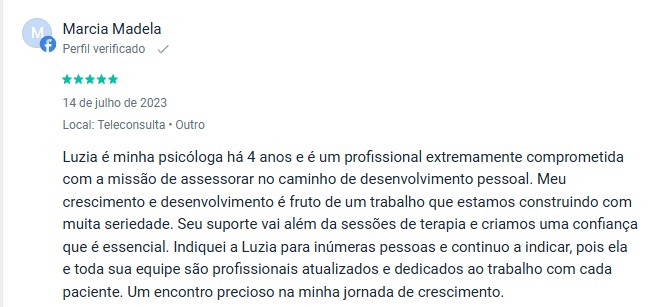 M
Marcia Madela
Perfil verificado
14 de julho de 2023
Local: Teleconsulta • Outro
Luzia é minha psicóloga há 4 anos e é um profissional extremamente comprometida
com a missão de assessorar no caminho de desenvolvimento pessoal. Meu
crescimento e desenvolvimento é fruto de um trabalho que estamos construindo com
muita seriedade. Seu suporte vai além da sessões de terapia e criamos uma confiança
que é essencial. Indiquei a Luzia para inúmeras pessoas e continuo a indicar, pois ela
e toda sua equipe são profissionais atualizados e dedicados ao trabalho com cada
paciente. Um encontro precioso na minha jornada de crescimento.